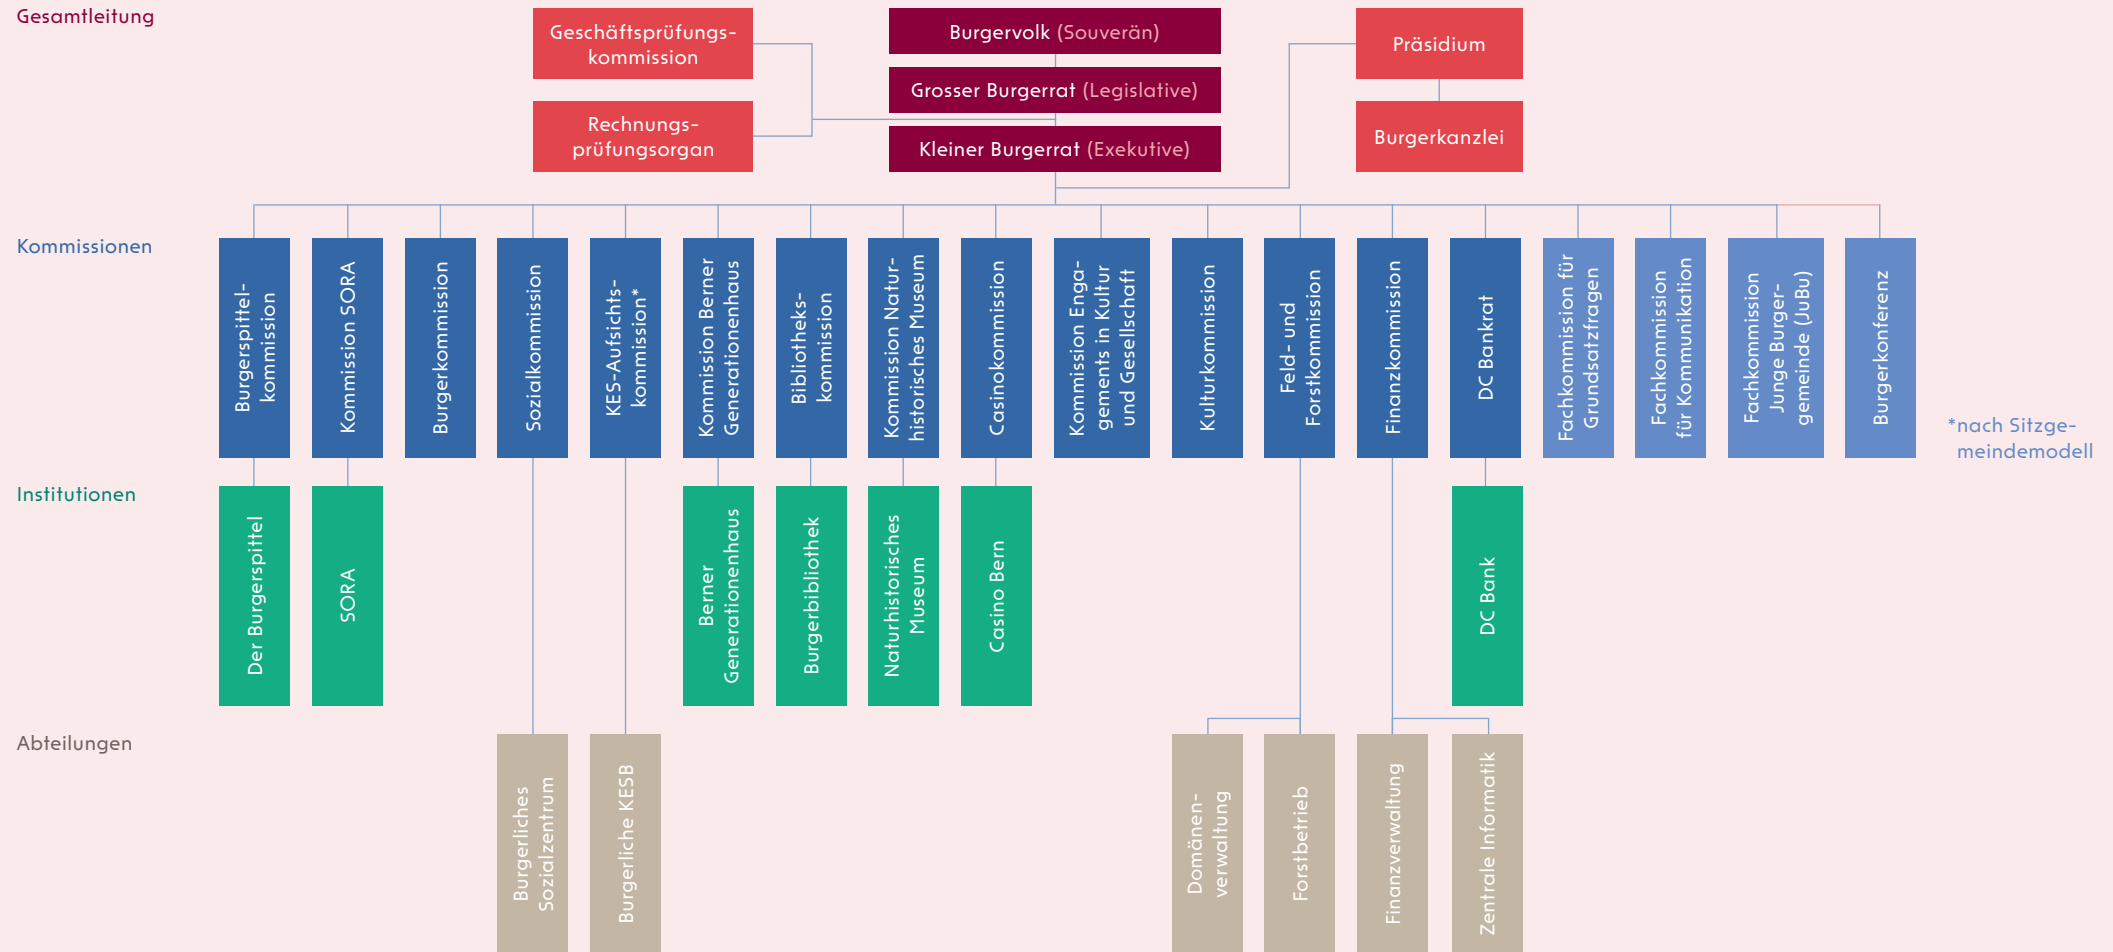 Gesamtleitung
Geschäftsprüfungs-
kommission
Rechnungs-
prüfungsorgan
Burgervolk (Souverän)
Grosser Burgerrat (Legislative)
Kleiner Burgerrat (Exekutive)
Präsidium
Burgerkanzlei
Kommissionen
Burgerspittel-
kommission
Kommission SORA
Burgerkommission
Sozialkommission
KES-Aufsichts-
kommission*
Kommission Berner
Generationenhaus
Bibliotheks-
kommission
Kommission Natur-
historisches Museum
Casinokommission
Kommission Enga-
gements in Kultur
und Gesellschaft
Kulturkommission
Feld- und
Forstkommission
Finanzkommission
DC Bankrat
Fachkommission für
Grundsatzfragen
Fachkommission
für Kommunikation
Fachkommission
Junge Burger-
gemeinde (JuBu)
Burgerkonferenz
*nach Sitzge-
meindemodell
Institutionen
Der Burgerspittel
SORA
Berner
Generationenhaus
Burgerbibliothek
Naturhistorisches
Museum
Casino Bern
DC Bank
Abteilungen
Burgerliches
Sozialzentrum
Burgerliche KESB
Domänen-
verwaltung
Forstbetrieb
Finanzverwaltung
Zentrale Informatik